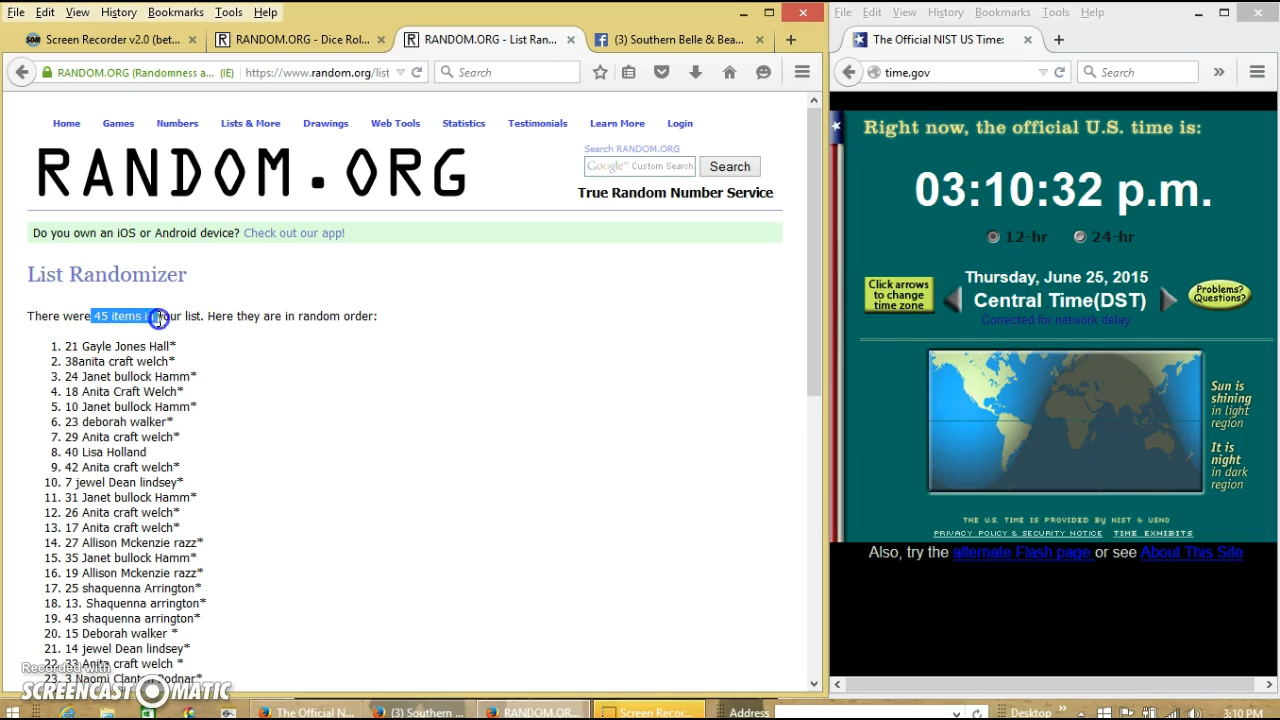 File Edit View History Bookmarks Tools Help
Screen Recorder v2.0 (bet...
RANDOM.ORG - Dice Rol...
RANDOM.ORG - List Ran...
(3) Southern Belle & Bea...
RANDOM.ORG (Randomness a... (IE)
https://www.random.org/list
Search
Home Games Numbers Lists & More Drawings Web Tools Statistics Testimonials Learn More Login
RANDOM.ORG
Search RANDOM.ORG
Google™ Custom Search
Search
True Random Number Service
Do you own an iOS or Android device? Check out our app!
List Randomizer
There were 45 items in your list. Here they are in random order:
1. 21 Gayle Jones Hall*
2. 38anita craft welch*
3. 24 Janet bullock Hamm*
4. 18 Anita Craft Welch*
5. 10 Janet bullock Hamm*
6. 23 deborah walker*
7. 29 Anita craft welch*
8. 40 Lisa Holland
9. 42 Anita craft welch*
10. 7 jewel Dean lindsey*
11. 31 Janet bullock Hamm*
12. 26 Anita craft welch*
13. 17 Anita craft welch*
14. 27 Allison Mckenzie razz*
15. 35 Janet bullock Hamm*
16. 19 Allison Mckenzie razz*
17. 25 shaquenna Arrington*
18. 13. Shaquenna arrington*
19. 43 shaquenna arrington*
20. 15 Deborah walker *
21. 14 jewel Dean lindsey*
22. 33 Anita craft welch *
23. 3 Naomi Clanton Bodnar*
Recorded with
SCREENCAST-O-MATIC
File Edit View History Bookmarks Tools Help
The Official NIST US Time:
time.gov
Search
Right now, the official U.S. time is:
03:10:32 p.m.
12-hr 24-hr
Click arrows
to change
time zone
Thursday, June 25, 2015
Central Time(DST)
Corrected for network delay
Problems?
Questions?
Sun is
shining
in light
region
It is
night
in dark
region
THE U.S. TIME IS PROVIDED BY NIST & USNO
PRIVACY POLICY & SECURITY NOTICE TIME EXHIBITS
Also, try the alternate Flash page or see About This Site
The Official N...
(3) Southern ...
RANDOM.OR...
Screen Recor...
Address
Desktop
3:10 PM